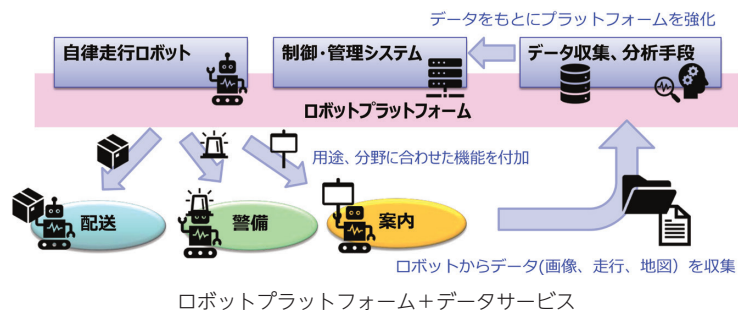 データをもとにプラットフォームを強化
自律走行ロボット
制御・管理システム
データ収集、分析手段
ロボットプラットフォーム
用途、分野に合わせた機能を付加
配送
警備
案内
ロボットからデータ(画像、走行、地図）を収集
ロボットプラットフォーム＋データサービス